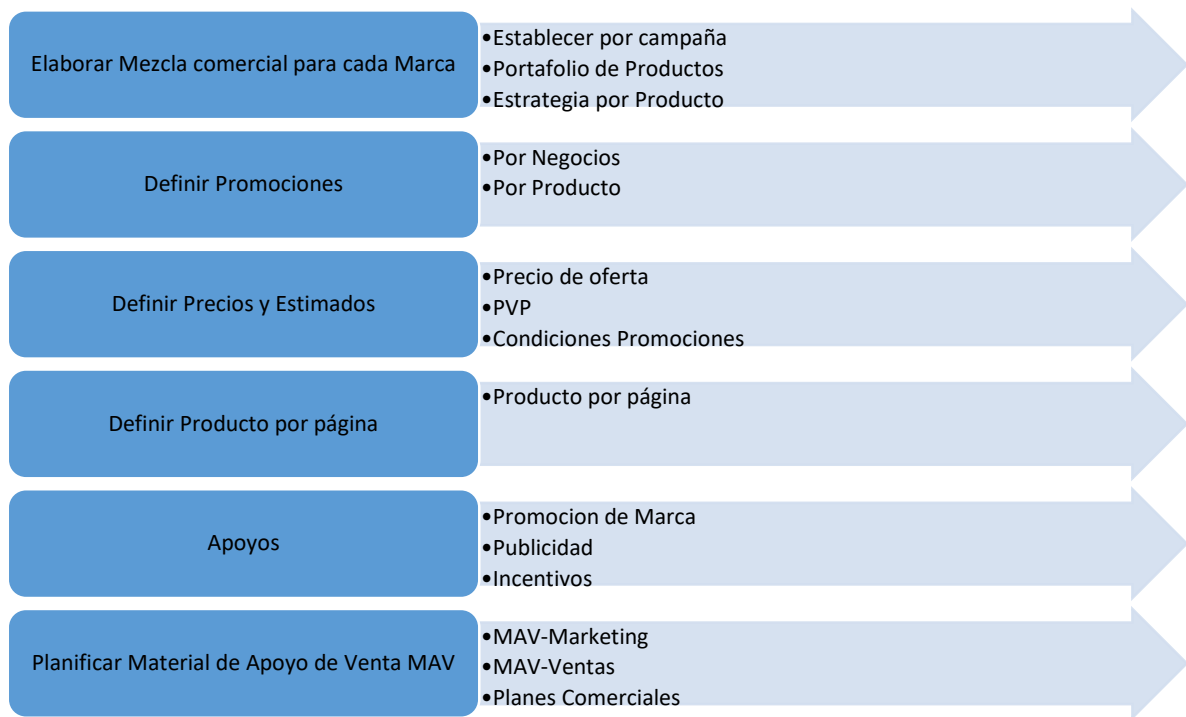 Elaborar Mezcla comercial para cada Marca
•Establecer por campaña
•Portafolio de Productos
•Estrategia por Producto
Definir Promociones
•Por Negocios
•Por Producto
Definir Precios y Estimados
•Precio de oferta
•PVP
•Condiciones Promociones
Definir Producto por página
•Producto por página
Apoyos
•Promocion de Marca
•Publicidad
•Incentivos
Planificar Material de Apoyo de Venta MAV
•MAV-Marketing
•MAV-Ventas
•Planes Comerciales